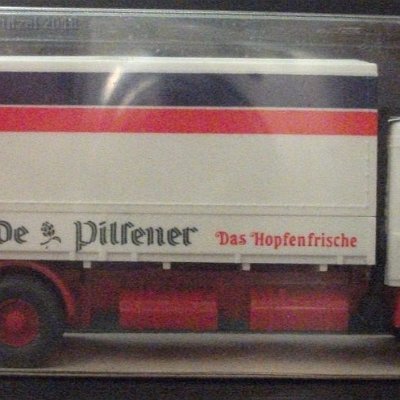 De Pilsener Das Hopfenfrische